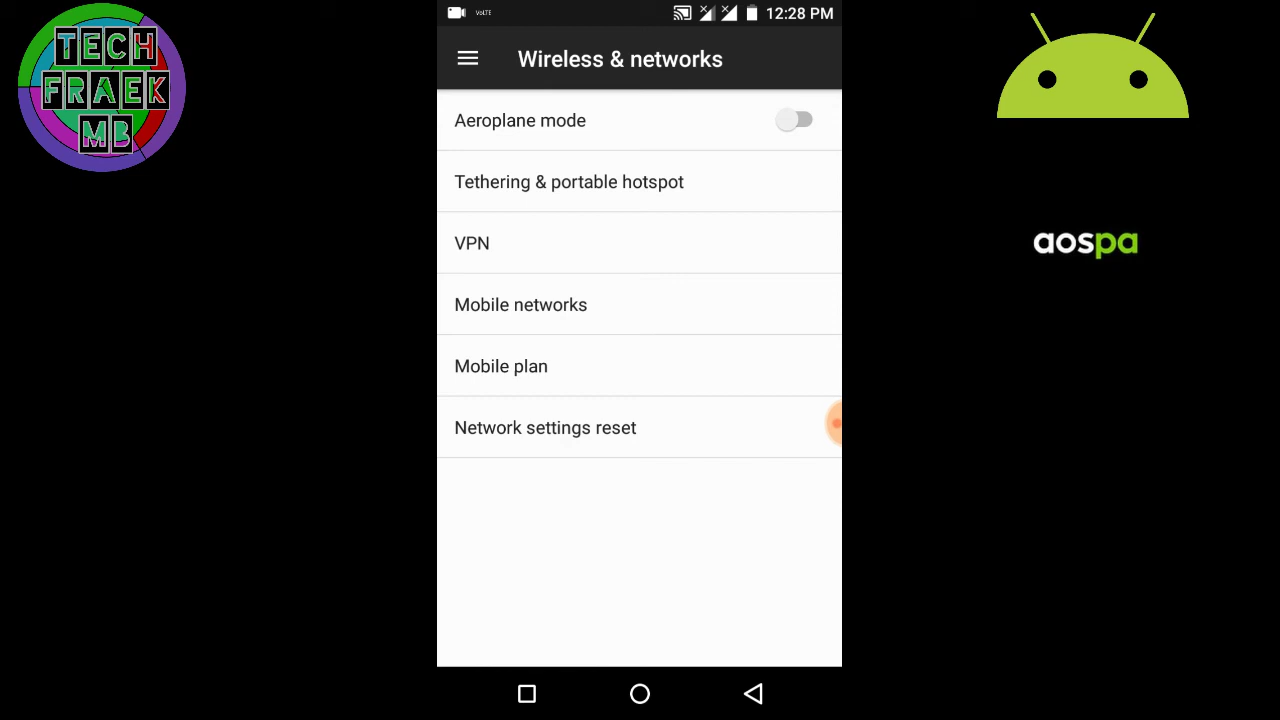 TECH
FRAEK
MB
VoLTE
12:28 PM
Wireless & networks
Aeroplane mode
Tethering & portable hotspot
VPN
Mobile networks
Mobile plan
Network settings reset
aospa